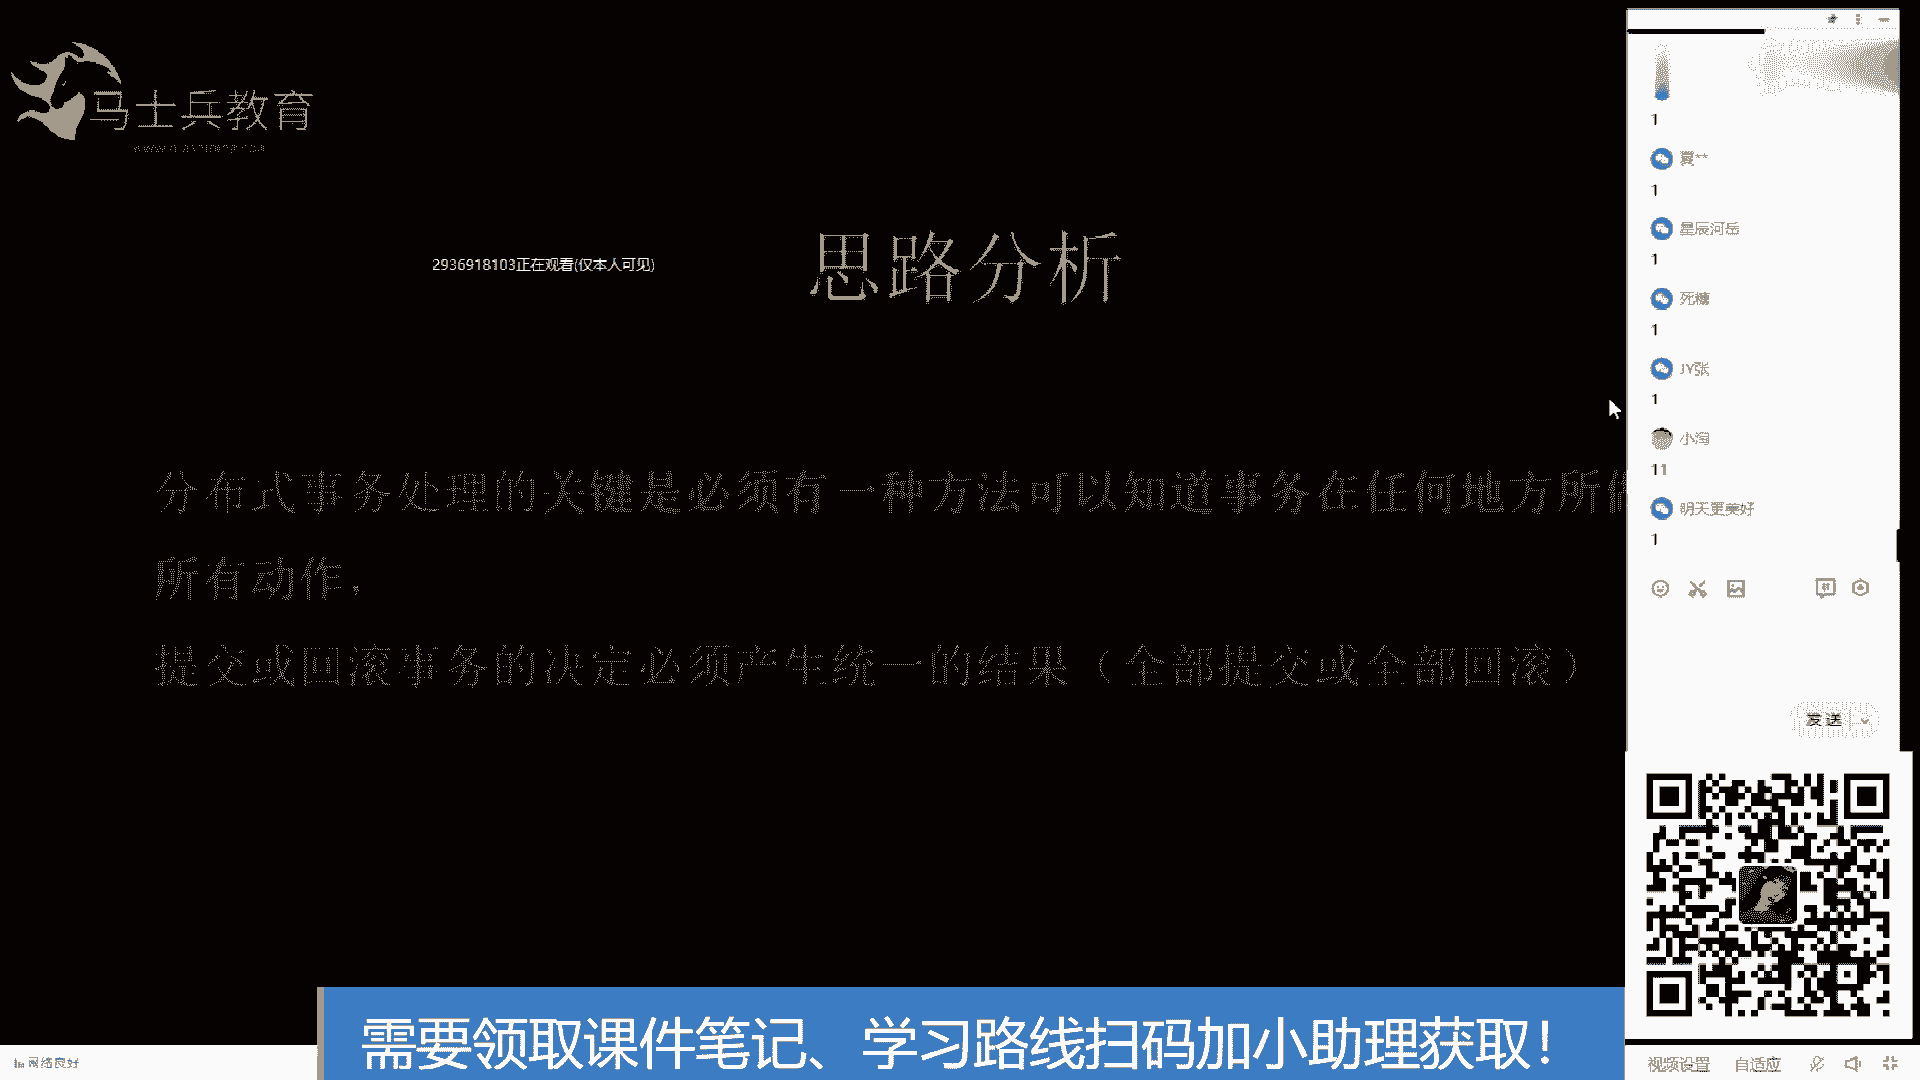 马士兵教育
2936918103正在观看(仅本人可见)
思路分析
分布式事务处理的关键是必须有一种方法可以知道事务在任何地方所做
所有动作，
提交或回滚事务的决定必须产生统一的结果（全部提交或全部回滚）
1
夏**
1
星辰河岳
1
死糖
1
JY张
1
小淘
11
明天更美好
1
发送
需要领取课件笔记、学习路线扫码加小助理获取！
网络良好
视频设置
自适应